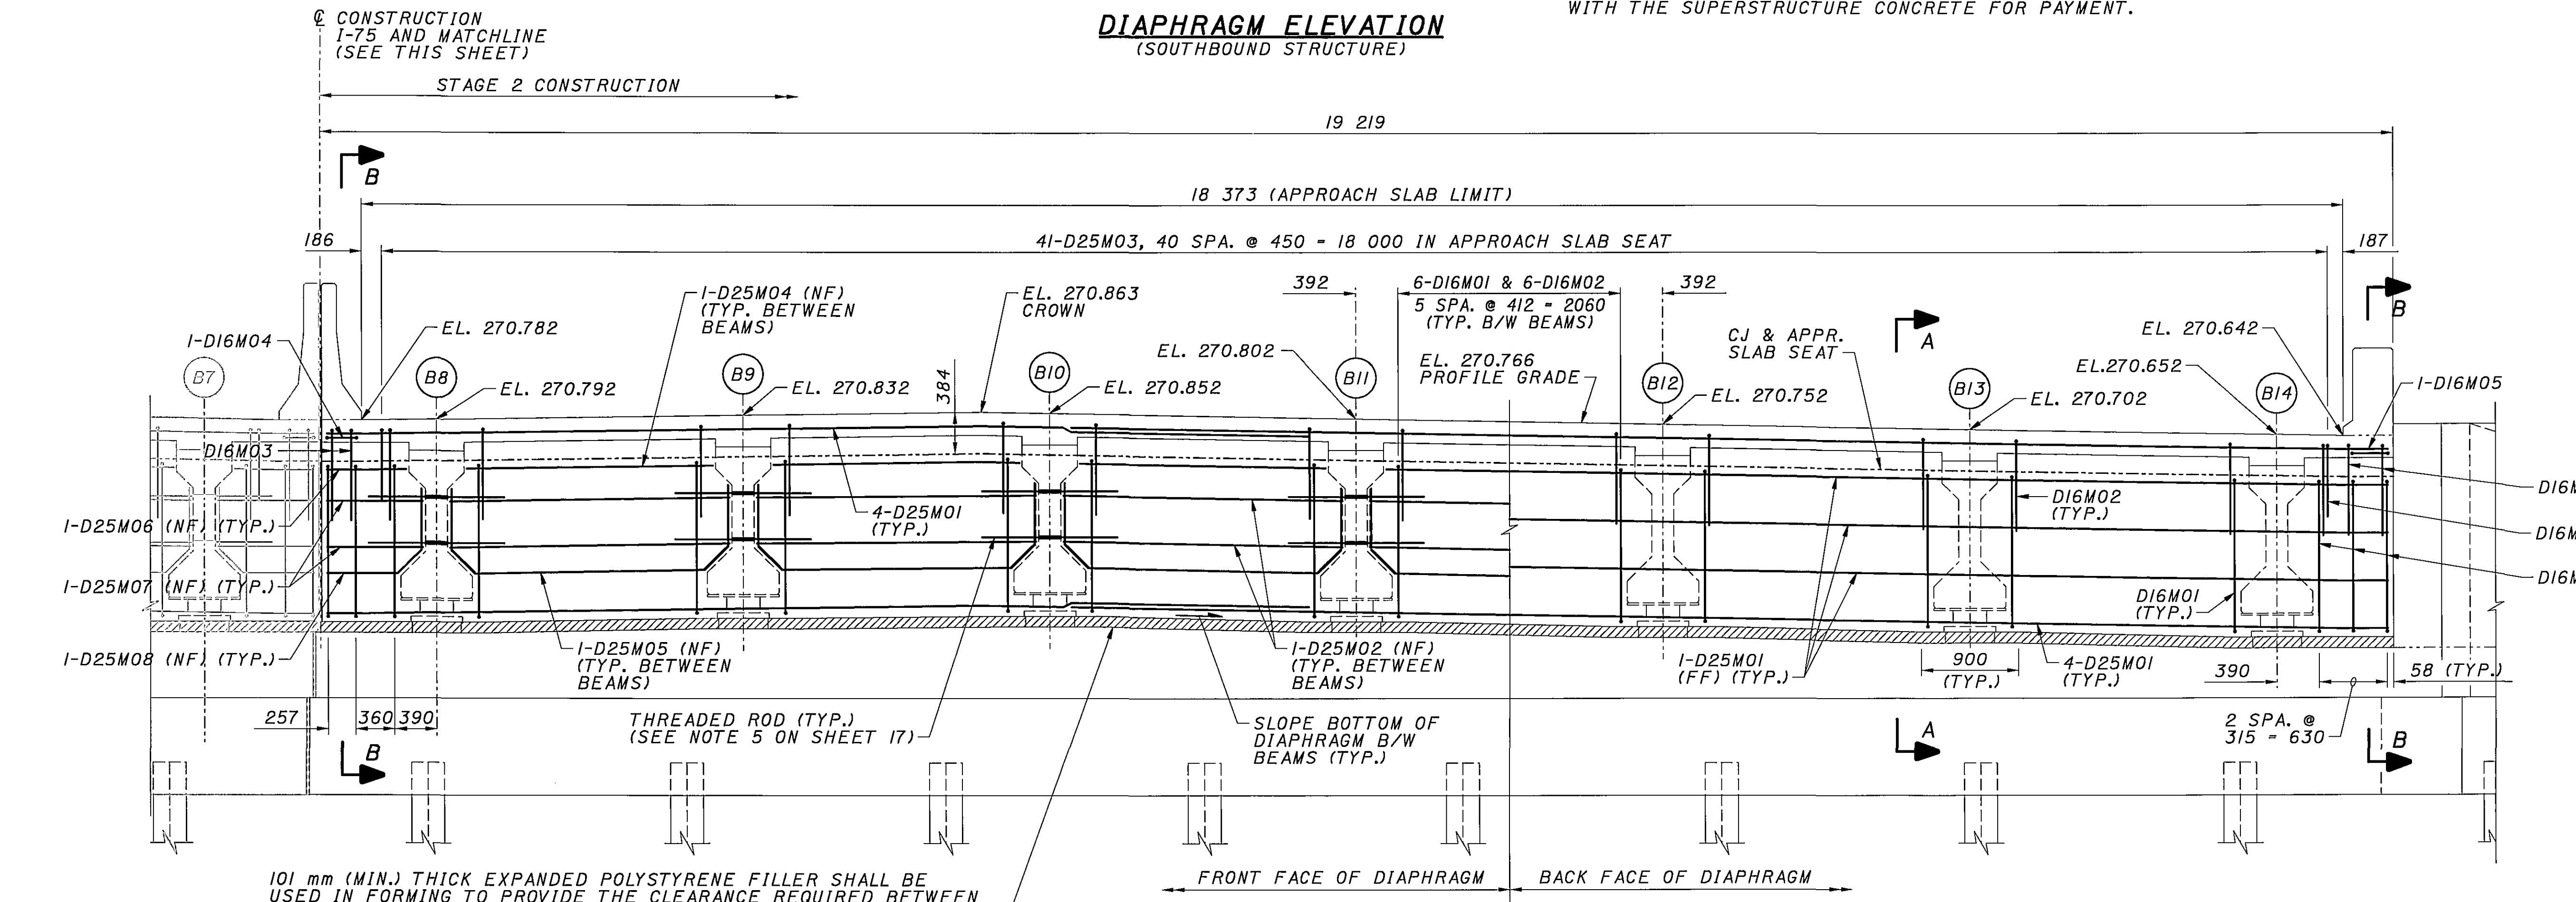 WITH THE SUPERSTRUCTURE CONCRETE FOR PAYMENT.
℄ CONSTRUCTION
I-75 AND MATCHLINE
(SEE THIS SHEET)
DIAPHRAGM ELEVATION
(SOUTHBOUND STRUCTURE)
STAGE 2 CONSTRUCTION
19 219
B
18 373 (APPROACH SLAB LIMIT)
186
41-D25M03, 40 SPA. @ 450 = 18 000 IN APPROACH SLAB SEAT
187
1-D25M04 (NF)
(TYP. BETWEEN
BEAMS)
EL. 270.863
CROWN
392
6-D16M01 & 6-D16M02
5 SPA. @ 412 = 2060
(TYP. B/W BEAMS)
392
B
1-D16M04
EL. 270.782
EL. 270.802
EL. 270.766
PROFILE GRADE
CJ & APPR.
SLAB SEAT
A
EL. 270.642
EL.270.652
1-D16M05
B7
B8
EL. 270.792
B9
EL. 270.832
384
B10
EL. 270.852
B11
B12
EL. 270.752
B13
EL. 270.702
B14
D16M03
4-D25M01
(TYP.)
D16M02
(TYP.)
1-D25M06 (NF) (TYP.)
1-D25M07 (NF) (TYP.)
D16M01
(TYP.)
1-D25M08 (NF) (TYP.)
1-D25M05 (NF)
(TYP. BETWEEN
BEAMS)
1-D25M02 (NF)
(TYP. BETWEEN
BEAMS)
1-D25M01
(FF) (TYP.)
900
(TYP.)
4-D25M01
(TYP.)
390
58 (TYP.)
257
360
390
THREADED ROD (TYP.)
(SEE NOTE 5 ON SHEET 17)
SLOPE BOTTOM OF
DIAPHRAGM B/W
BEAMS (TYP.)
A
2 SPA. @
315 = 630
B
B
101 mm (MIN.) THICK EXPANDED POLYSTYRENE FILLER SHALL BE
USED IN FORMING TO PROVIDE THE CLEARANCE REQUIRED BETWEEN
FRONT FACE OF DIAPHRAGM
BACK FACE OF DIAPHRAGM